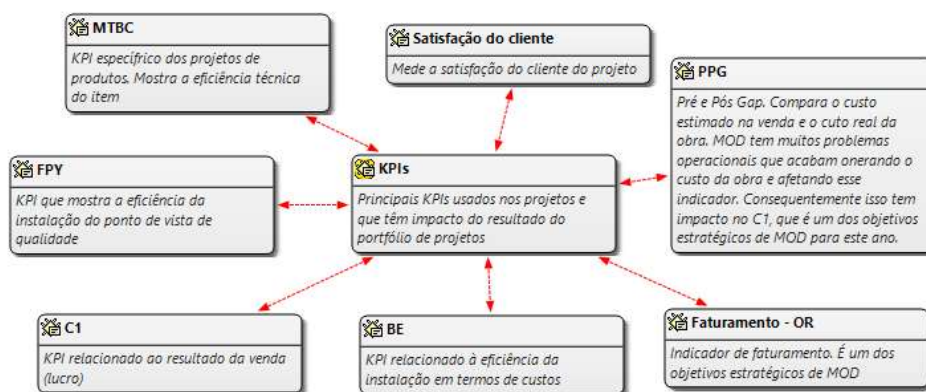 MTBC
KPI específrico dos projetos de
produtos. Mostra a eficiência técnica
do item
Satisfação do cliente
Mede a satisfação do cliente do projeto
PPG
Pré e Pós Gap. Compara o custo
estimado na venda e o cuto real da
obra. MOD tem muitos problemas
operacionais que acabam onerando o
custo da obra e afetando esse
indicador. Consequentemente isso tem
impacto no C1, que é um dos objetivos
estratégicos de MOD para este ano.
FPY
KPI que mostra a eficiência da
instalação do ponto de vista de
qualidade
KPIs
Principais KPIs usados nos projetos e
que têm impacto do resultado do
portfólio de projetos
C1
KPI relacionado ao resultado da venda
(lucro)
BE
KPI relacionado à eficiência da
instalação em termos de custos
Faturamento - OR
Indicador de faturamento. É um dos
objetivos estratégicos de MOD